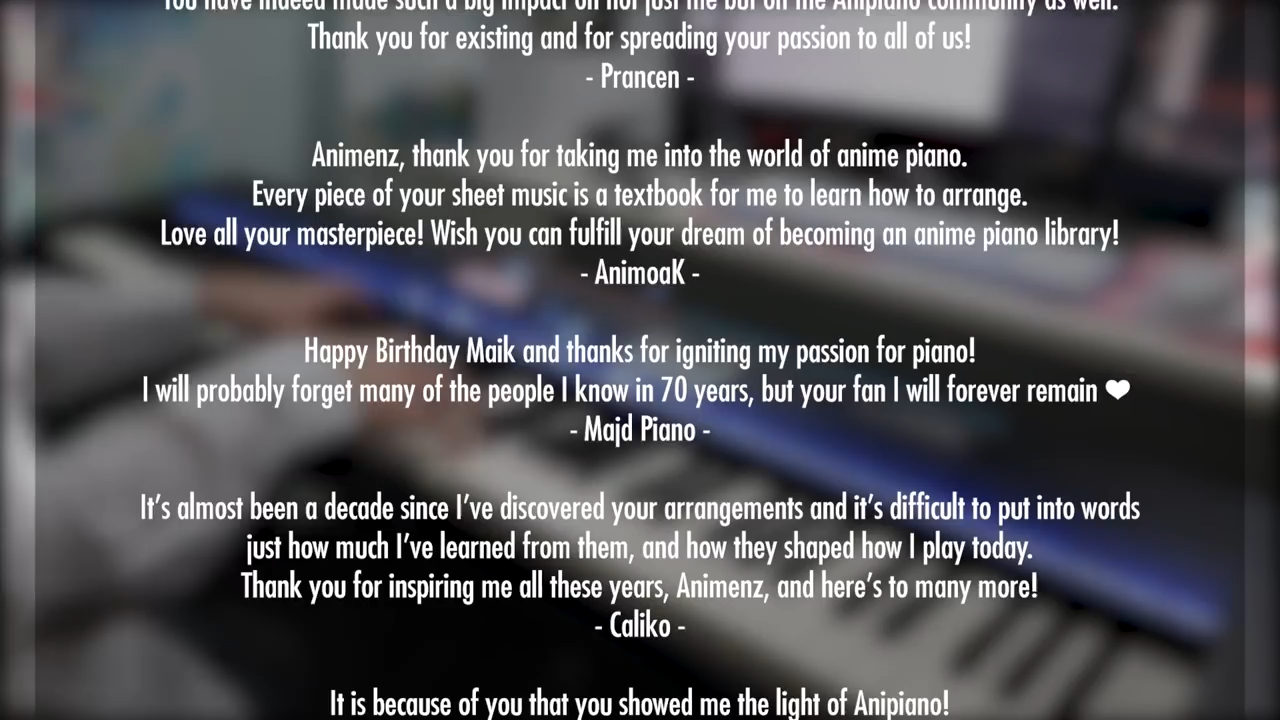 You have indeed made such a big impact on not just me but on the Anipiano community as well.
Thank you for existing and for spreading your passion to all of us!
- Prancen -
Animenz, thank you for taking me into the world of anime piano.
Every piece of your sheet music is a textbook for me to learn how to arrange.
Love all your masterpiece! Wish you can fulfill your dream of becoming an anime piano library!
- AnimoaK -
Happy Birthday Maik and thanks for igniting my passion for piano!
I will probably forget many of the people I know in 70 years, but your fan I will forever remain ♥
- Majd Piano -
It’s almost been a decade since I’ve discovered your arrangements and it’s difficult to put into words
just how much I’ve learned from them, and how they shaped how I play today.
Thank you for inspiring me all these years, Animenz, and here’s to many more!
- Caliko -
It is because of you that you showed me the light of Anipiano!